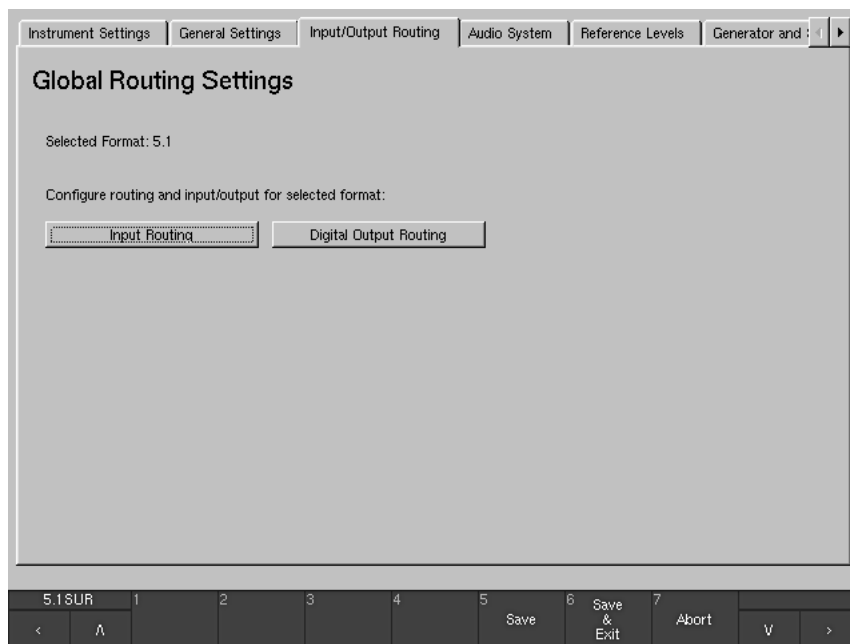 Instrument Settings General Settings Input/Output Routing Audio System Reference Levels Generator and
Global Routing Settings
Selected Format: 5.1
Configure routing and input/output for selected format:
Input Routing Digital Output Routing
5.1SUR 1 2 3 4 5 6 7
Save Save & Exit Abort
< Λ V >